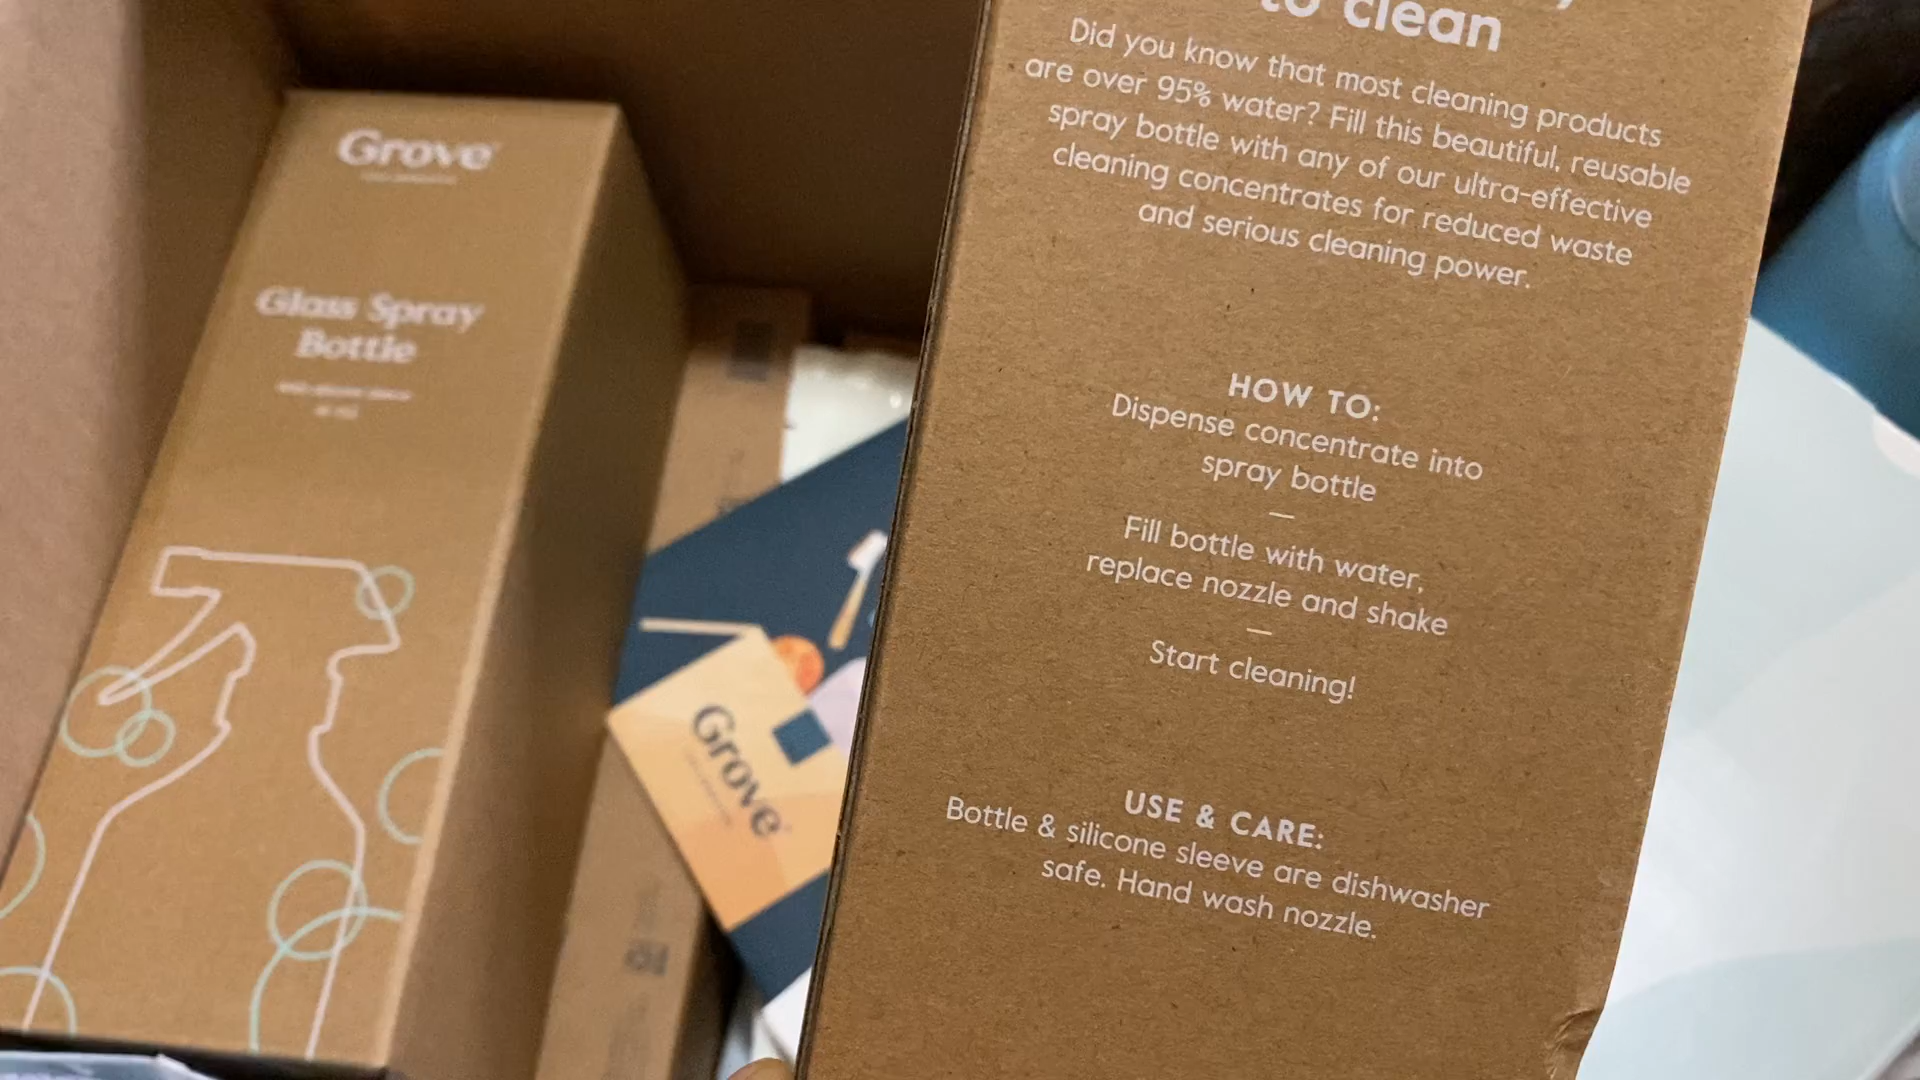 Grove
Glass Spray
Bottle
Grove
to clean
Did you know that most cleaning products
are over 95% water? Fill this beautiful, reusable
spray bottle with any of our ultra-effective
cleaning concentrates for reduced waste
and serious cleaning power.
HOW TO:
Dispense concentrate into
spray bottle
—
Fill bottle with water,
replace nozzle and shake
—
Start cleaning!
USE & CARE:
Bottle & silicone sleeve are dishwasher
safe. Hand wash nozzle.